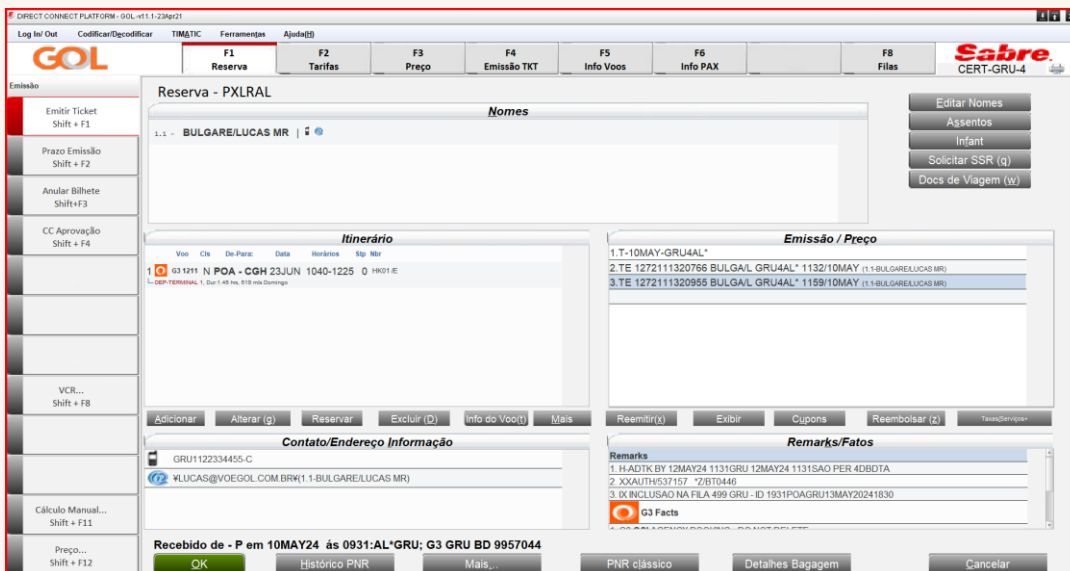 DIRECT CONNECT PLATFORM - GOL -v11.1-23Apr21
Log In/ Out Codificar/Decodificar TIMATIC Ferramentas Ajuda(H)
GOL
F1 F2 F3 F4 F5 F6 F8
Reserva Tarifas Preço Emissão TKT Info Voos Info PAX Filas
Sabre
CERT-GRU-4
Emissão
Emitir Ticket
Shift + F1
Prazo Emissão
Shift + F2
Anular Bilhete
Shift+F3
CC Aprovação
Shift + F4
VCR...
Shift + F8
Cálculo Manual...
Shift + F11
Preço...
Shift + F12
Reserva - PXLRAL
Nomes
1.1 - BULGARE/LUCAS MR |
Editar Nomes
Assentos
Infant
Solicitar SSR (q)
Docs de Viagem (w)
Itinerário
Voo Cls De-Para: Data Horários Stp Nbr
1 G3 1211 N POA - CGH 23JUN 1040-1225 0 HK01 /E
DEP-TERMINAL 1, Dur:1.45 hrs, 519 mls Domingo
Adicionar Alterar (g) Reservar Excluir (D) Info do Voo(t) Mais
Emissão / Preço
1.T-10MAY-GRU4AL*
2.TE 1272111320766 BULGA/L GRU4AL* 1132/10MAY (1.1-BULGARE/LUCAS MR)
3.TE 1272111320955 BULGA/L GRU4AL* 1159/10MAY (1.1-BULGARE/LUCAS MR)
Reemitir(x) Exibir Cupons Reembolsar (z) Taxas/Serviços+
Contato/Endereço Informação
GRU1122334455-C
¥LUCAS@VOEGOL.COM.BR¥(1.1-BULGARE/LUCAS MR)
Remarks/Fatos
Remarks
1. H-ADTK BY 12MAY24 1131GRU 12MAY24 1131SAO PER 4DBDTA
2. XXAUTH/537157 *Z/BT0446
3. IX INCLUSAO NA FILA 499 GRU - ID 1931POAGRU13MAY20241830
G3 Facts
Recebido de - P em 10MAY24 ás 0931:AL*GRU; G3 GRU BD 9957044
OK Histórico PNR Mais... PNR clássico Detalhes Bagagem Cancelar